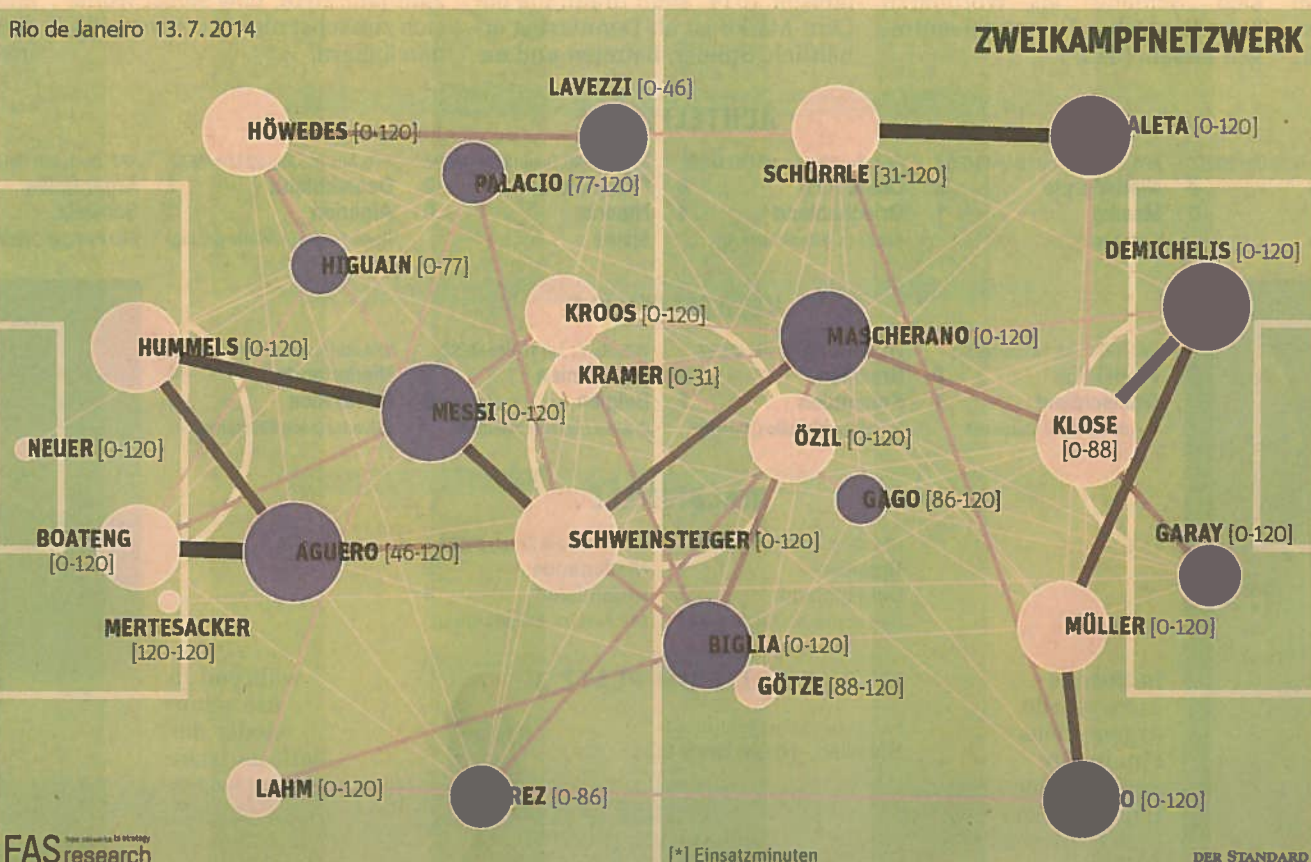 Rio de Janeiro 13.7.2014
ZWEIKAMPFNETZWERK
LAVEZZI [0-46]
HÖWEDES [0-120]
ALETA [0-120]
PALACIO [77-120]
SCHÜRRLE [31-120]
DEMICHELIS [0-120]
HIGUAIN [0-77]
KROOS [0-120]
MASCHERANO [0-120]
HUMMELS [0-120]
KRAMER [0-31]
MESSI [0-120]
KLOSE
[0-88]
ÖZIL [0-120]
NEUER [0-120]
GAGO [86-120]
GARAY [0-120]
BOATENG
[0-120]
AGUERO [46-120]
SCHWEINSTEIGER [0-120]
MERTESACKER
[120-120]
MÜLLER [0-120]
BIGLIA [0-120]
GÖTZE [88-120]
LAHM [0-120]
REZ [0-86]
O [0-120]
FAS research
[*] Einsatzminuten
DER STANDARD